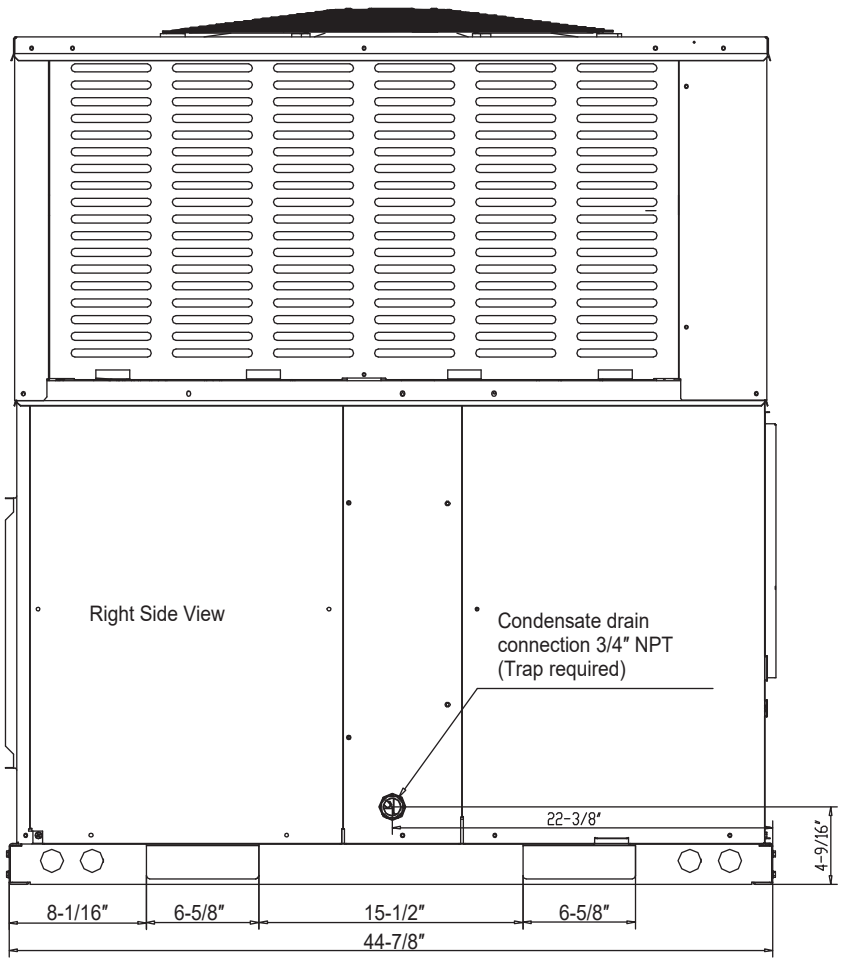 Right Side View
Condensate drain
connection 3/4" NPT
(Trap required)
22-3/8"
4-9/16"
8-1/16"
6-5/8"
15-1/2"
6-5/8"
44-7/8"